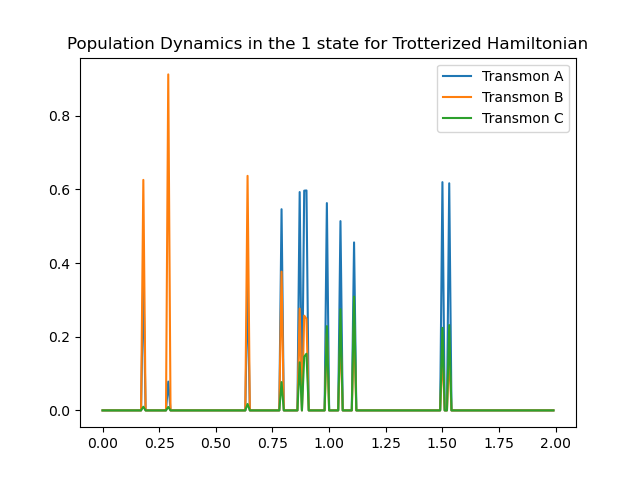 Population Dynamics in the 1 state for Trotterized Hamiltonian
Transmon A
Transmon B
Transmon C
0.8
0.6
0.4
0.2
0.0
0.00 0.25 0.50 0.75 1.00 1.25 1.50 1.75 2.00